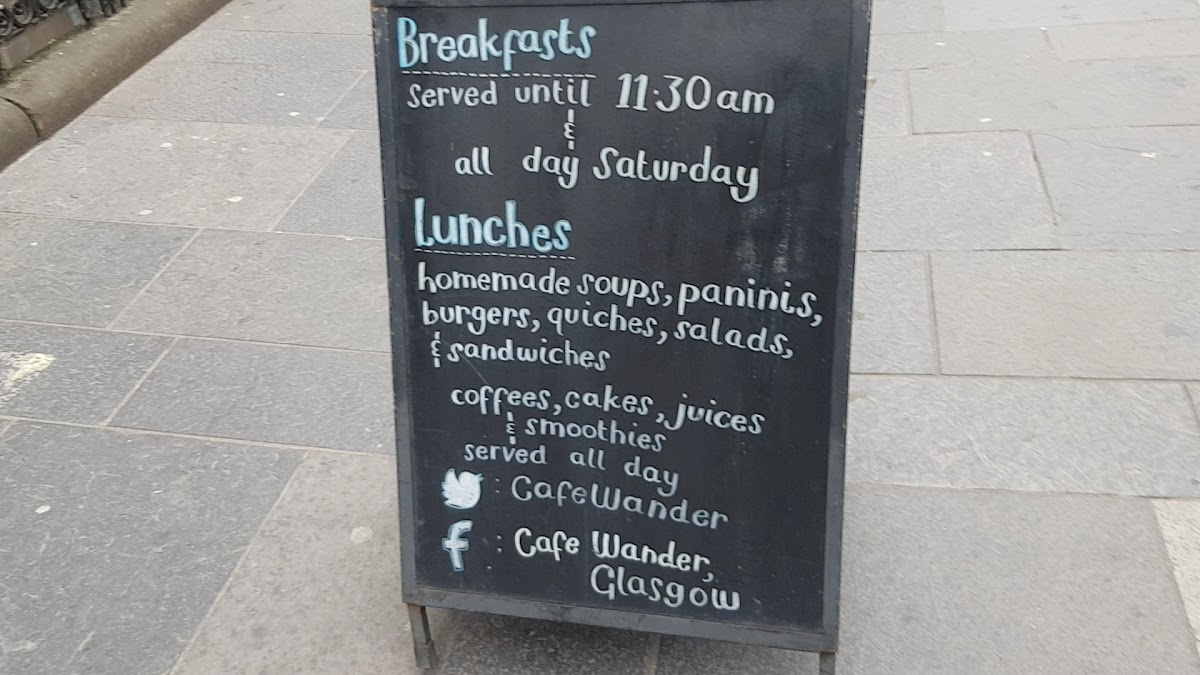 Breakfasts
served until 11:30am
&
all day Saturday
Lunches
homemade soups, paninis,
burgers, quiches, salads,
& sandwiches
coffees, cakes, juices
& smoothies
served all day
: CafeWander
f : Cafe Wander,
Glasgow